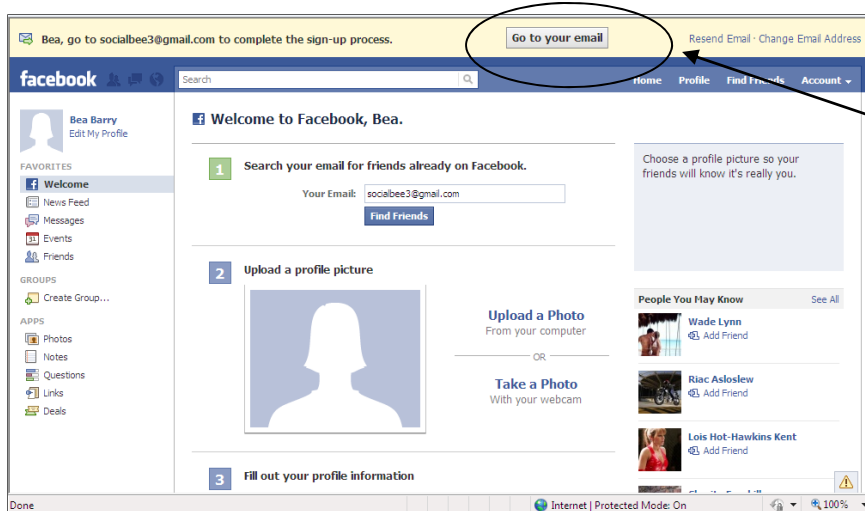 Bea, go to socialbee3@gmail.com to complete the sign-up process. Go to your email Resend Email · Change Email Address
facebook Search Home Profile Find Friends Account
Bea Barry
Edit My Profile
FAVORITES
Welcome
News Feed
Messages
31 Events
Friends
GROUPS
Create Group...
APPS
Photos
Notes
Questions
Links
Deals
Welcome to Facebook, Bea.
1 Search your email for friends already on Facebook.
Your Email: socialbee3@gmail.com
Find Friends
2 Upload a profile picture
Upload a Photo
From your computer
OR
Take a Photo
With your webcam
3 Fill out your profile information
Choose a profile picture so your
friends will know it's really you.
People You May Know See All
Wade Lynn
Add Friend
Riac Asloslew
Add Friend
Lois Hot-Hawkins Kent
Add Friend
Done Internet | Protected Mode: On 100%